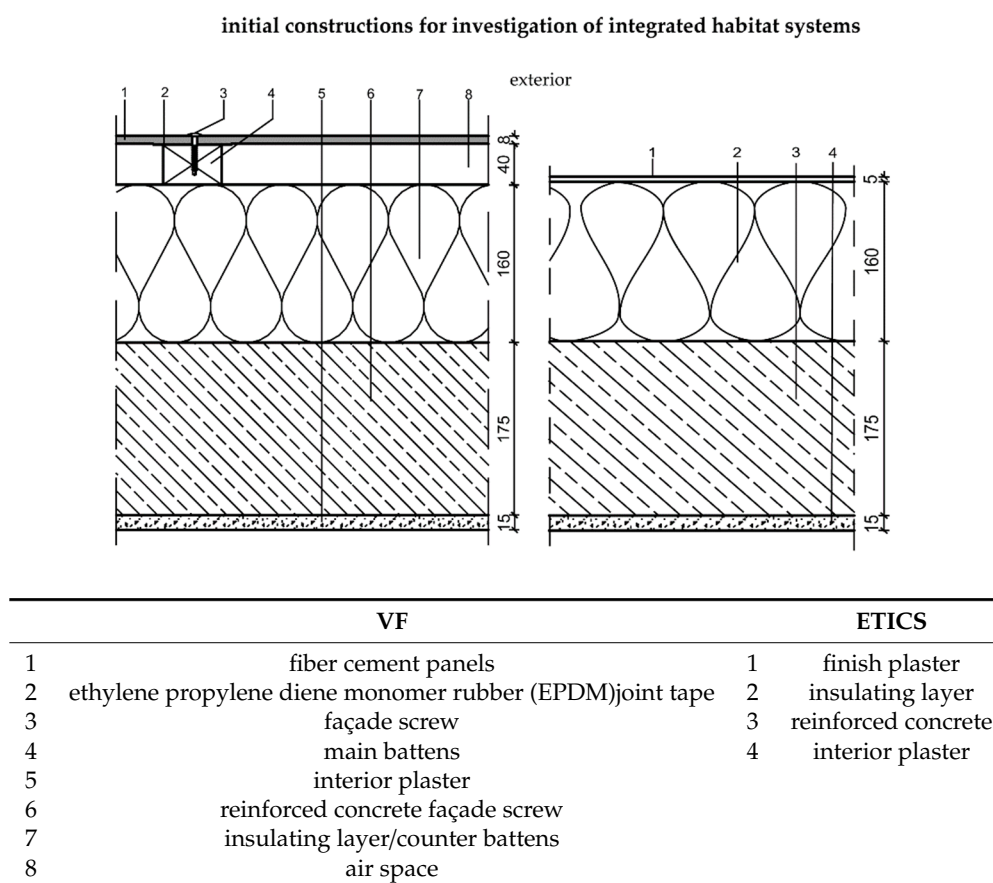 initial constructions for investigation of integrated habitat systems
exterior
1 2 3 4 5 6 7 8
8
40
160
175
15
1 2 3 4
5
160
175
15
VF ETICS
1 fiber cement panels 1 finish plaster
2 ethylene propylene diene monomer rubber (EPDM)joint tape 2 insulating layer
3 façade screw 3 reinforced concrete
4 main battens 4 interior plaster
5 interior plaster
6 reinforced concrete façade screw
7 insulating layer/counter battens
8 air space